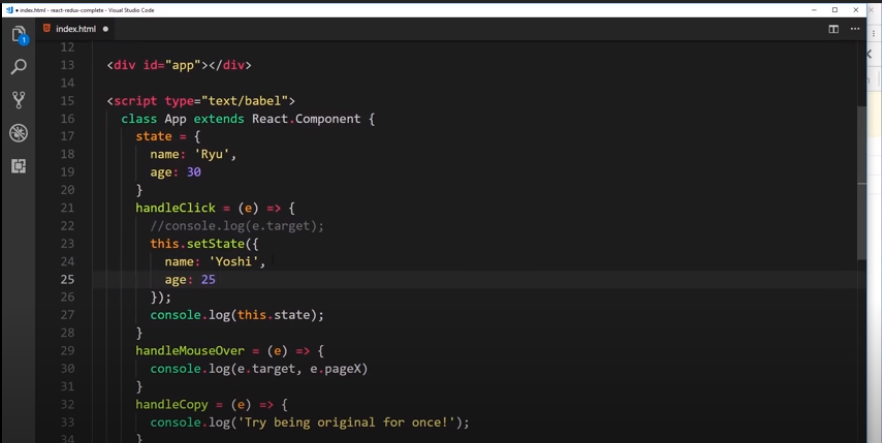 index.html - react-redux-complete - Visual Studio Code
index.html
1
12
13 <div id="app"></div>
14
15 <script type="text/babel">
16 class App extends React.Component {
17 state = {
18 name: 'Ryu',
19 age: 30
20 }
21 handleClick = (e) => {
22 //console.log(e.target);
23 this.setState({
24 name: 'Yoshi',
25 age: 25
26 });
27 console.log(this.state);
28 }
29 handleMouseOver = (e) => {
30 console.log(e.target, e.pageX)
31 }
32 handleCopy = (e) => {
33 console.log('Try being original for once!');
34 }